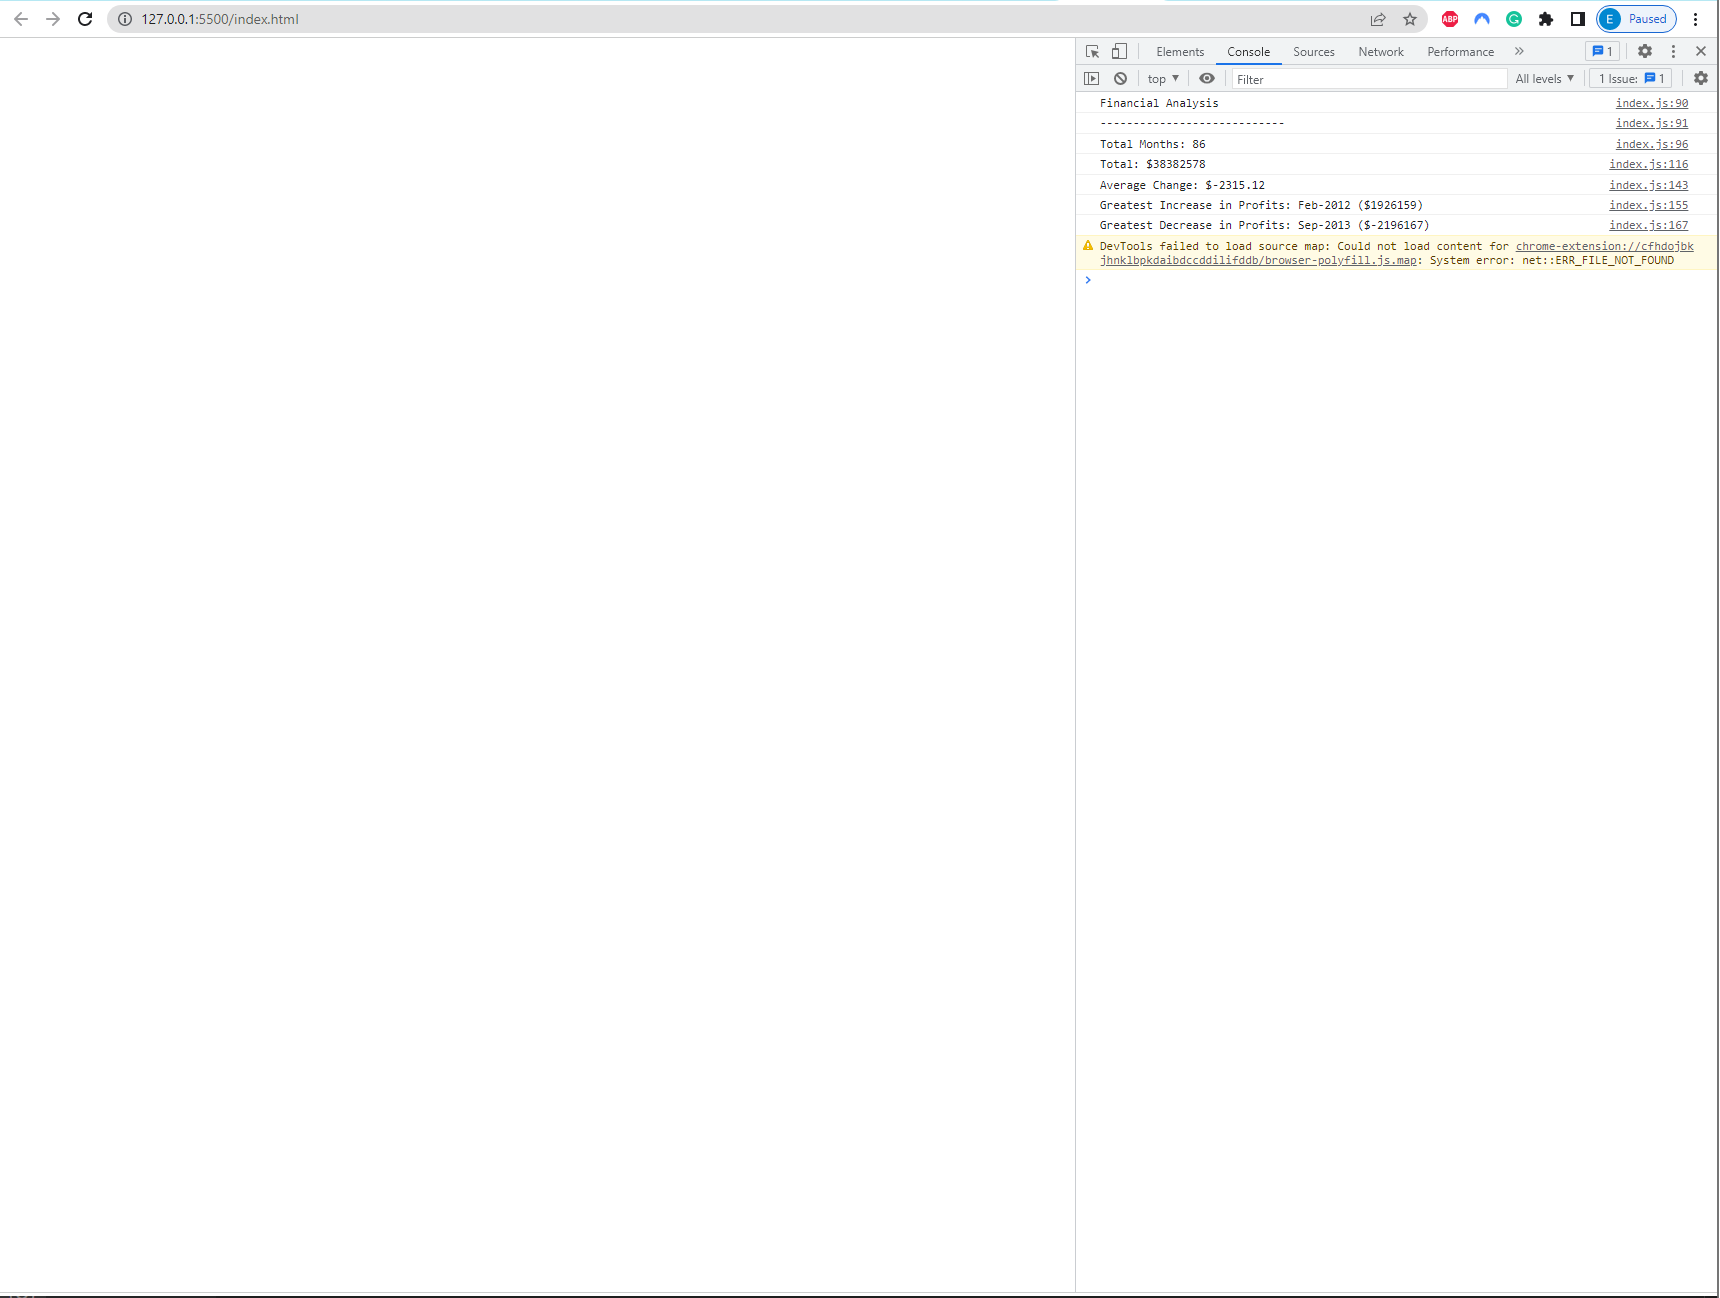 127.0.0.1:5500/index.html
ABP
E Paused
Elements Console Sources Network Performance » 1
top ▼ Filter All levels ▼ 1 Issue: 1
Financial Analysis index.js:90
---------------------------- index.js:91
Total Months: 86 index.js:96
Total: $38382578 index.js:116
Average Change: $-2315.12 index.js:143
Greatest Increase in Profits: Feb-2012 ($1926159) index.js:155
Greatest Decrease in Profits: Sep-2013 ($-2196167) index.js:167
DevTools failed to load source map: Could not load content for chrome-extension://cfhdojbk
jhnklbpkdaibdccddilifddb/browser-polyfill.js.map: System error: net::ERR_FILE_NOT_FOUND